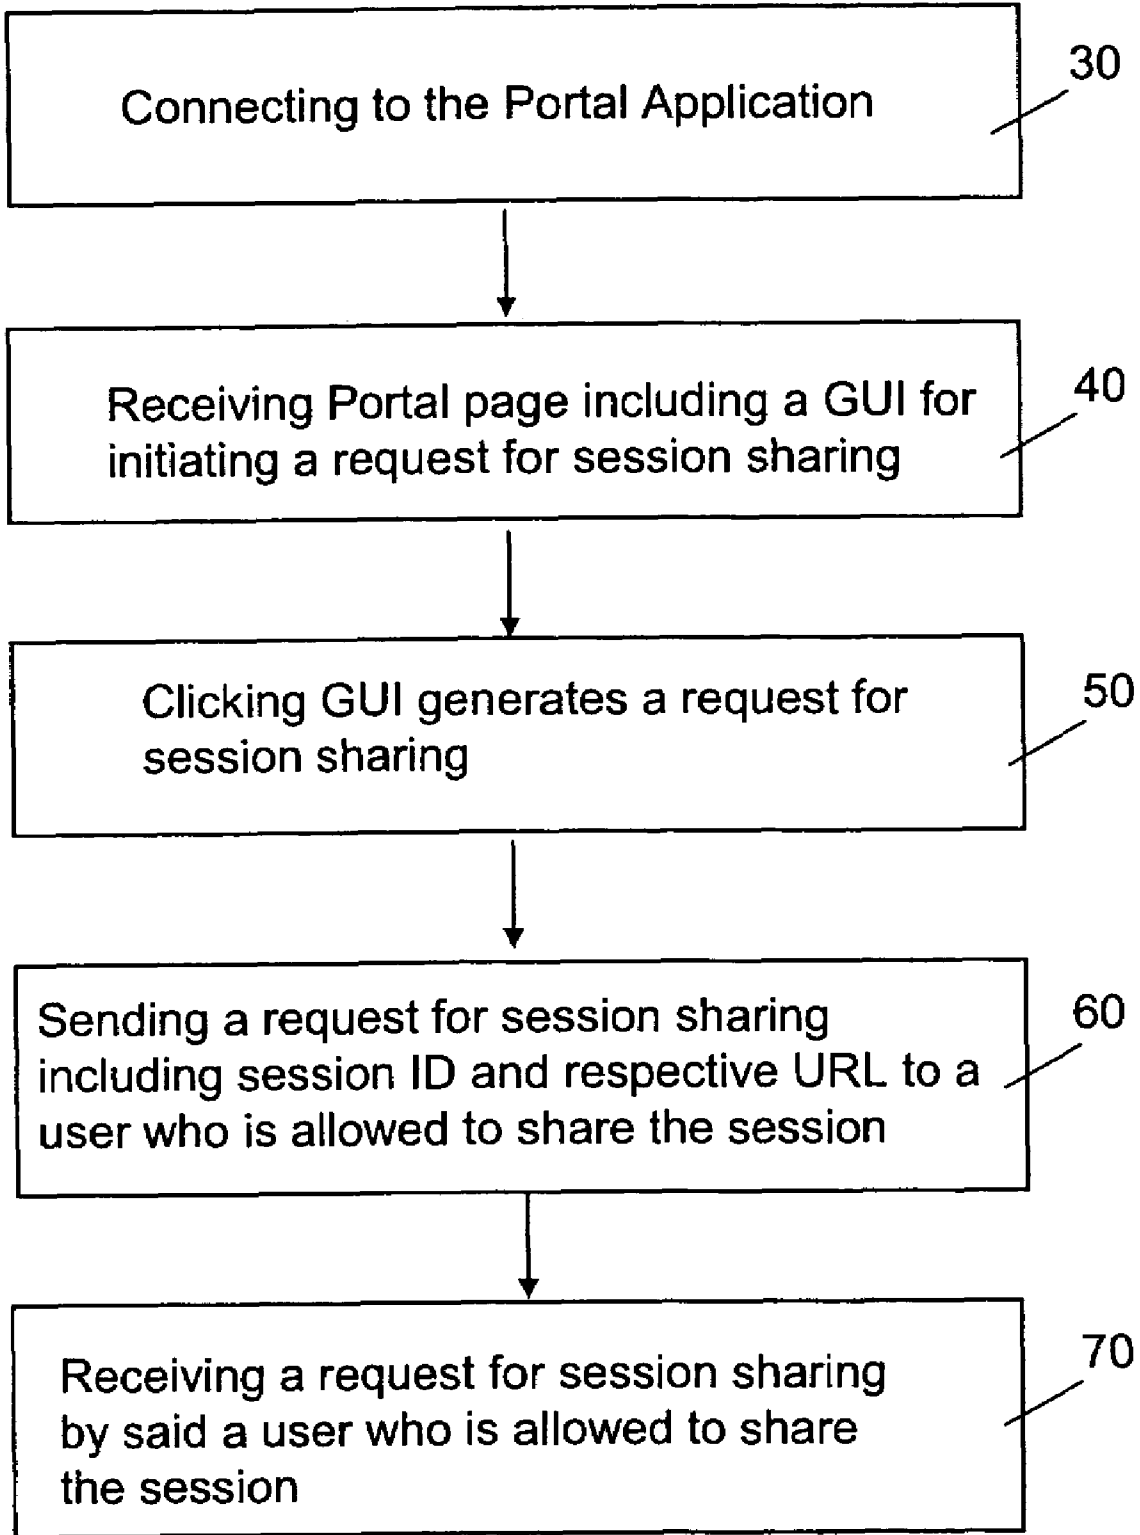 30
Connecting to the Portal Application
40
Receiving Portal page including a GUI for
initiating a request for session sharing
50
Clicking GUI generates a request for
session sharing
60
Sending a request for session sharing
including session ID and respective URL to a
user who is allowed to share the session
70
Receiving a request for session sharing
by said a user who is allowed to share
the session